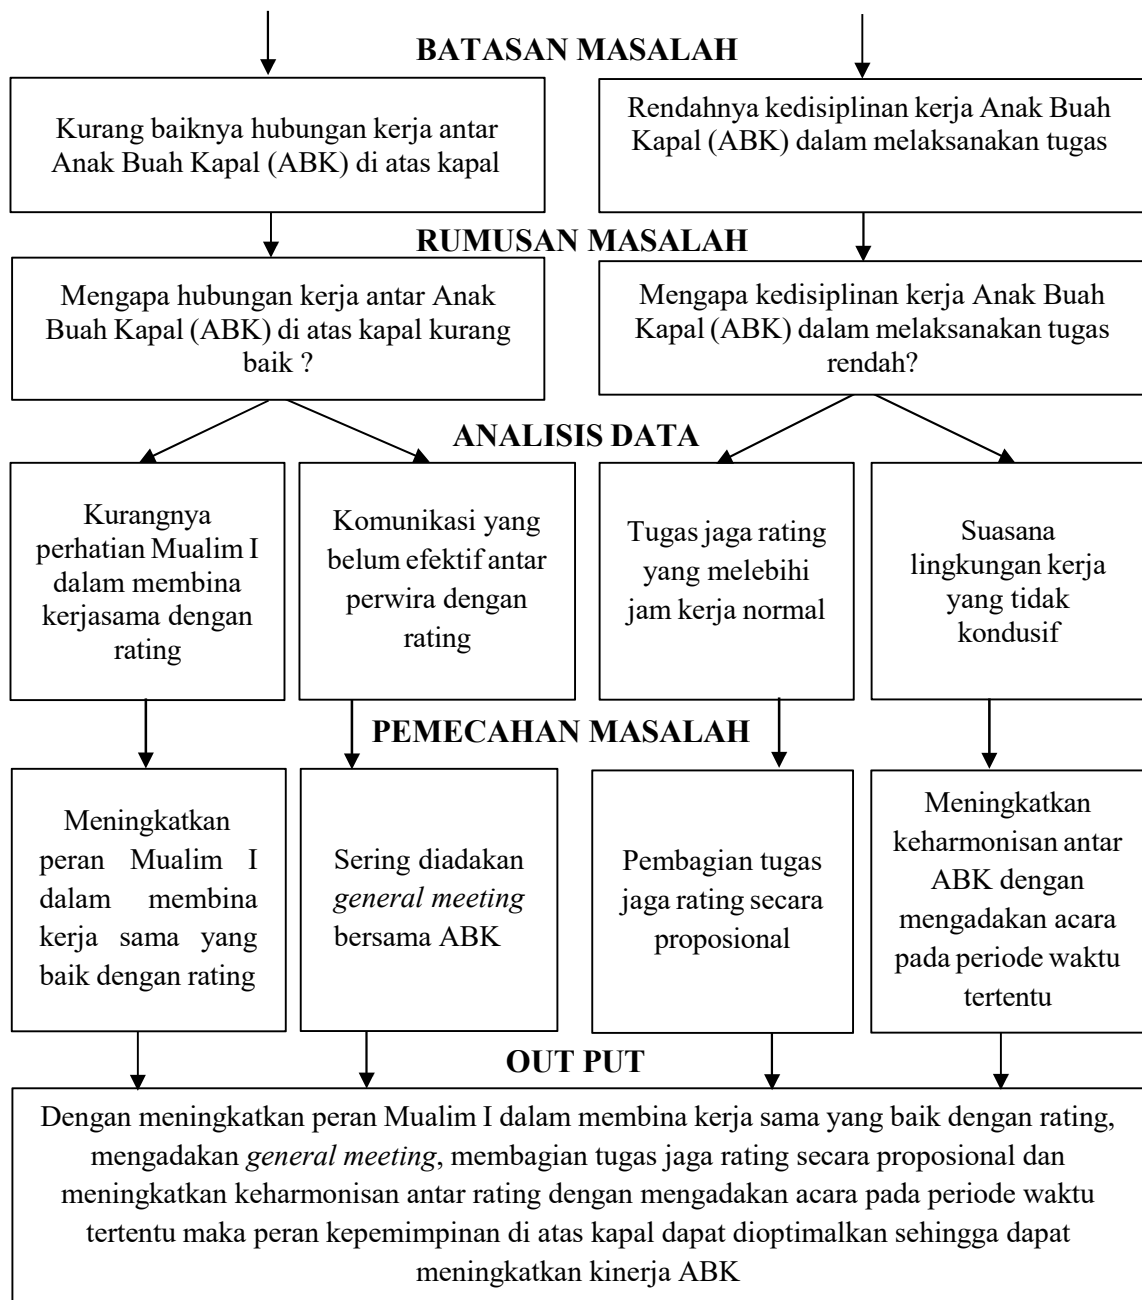 BATASAN MASALAH
Kurang baiknya hubungan kerja antar
Anak Buah Kapal (ABK) di atas kapal
Rendahnya kedisiplinan kerja Anak Buah
Kapal (ABK) dalam melaksanakan tugas
RUMUSAN MASALAH
Mengapa hubungan kerja antar Anak
Buah Kapal (ABK) di atas kapal kurang
baik ?
Mengapa kedisiplinan kerja Anak Buah
Kapal (ABK) dalam melaksanakan tugas
rendah?
ANALISIS DATA
Kurangnya
perhatian Mualim I
dalam membina
kerjasama dengan
rating
Komunikasi yang
belum efektif antar
perwira dengan
rating
Tugas jaga rating
yang melebihi
jam kerja normal
Suasana
lingkungan kerja
yang tidak
kondusif
PEMECAHAN MASALAH
Meningkatkan
peran Mualim I
dalam membina
kerja sama yang
baik dengan rating
Sering diadakan
general meeting
bersama ABK
Pembagian tugas
jaga rating secara
proposional
Meningkatkan
keharmonisan antar
ABK dengan
mengadakan acara
pada periode waktu
tertentu
OUT PUT
Dengan meningkatkan peran Mualim I dalam membina kerja sama yang baik dengan rating,
mengadakan general meeting, membagian tugas jaga rating secara proposional dan
meningkatkan keharmonisan antar rating dengan mengadakan acara pada periode waktu
tertentu maka peran kepemimpinan di atas kapal dapat dioptimalkan sehingga dapat
meningkatkan kinerja ABK